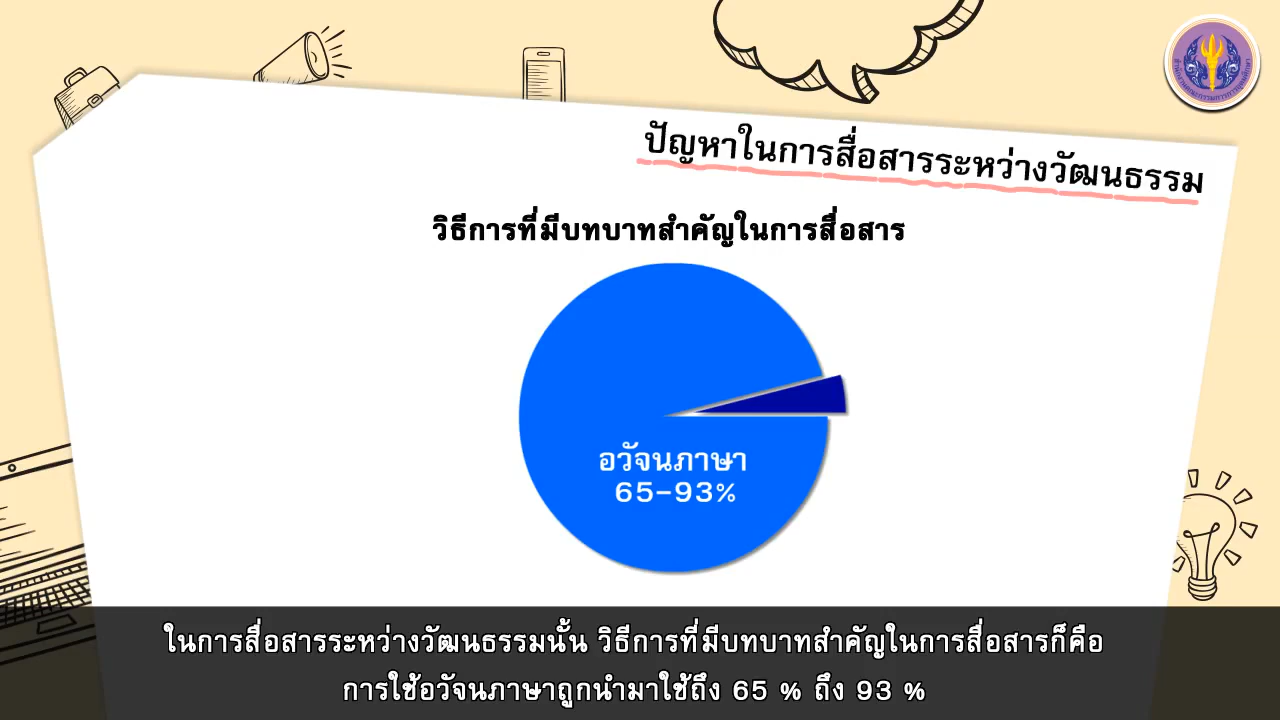 ปัญหาในการสื่อสารระหว่างวัฒนธรรม
วิธีการที่มีบทบาทสำคัญในการสื่อสาร
อวัจนภาษา
65-93%
ในการสื่อสารระหว่างวัฒนธรรมนั้น วิธีการที่มีบทบาทสำคัญในการสื่อสารก็คือ
การใช้อวัจนภาษาถูกนำมาใช้ถึง 65 % ถึง 93 %